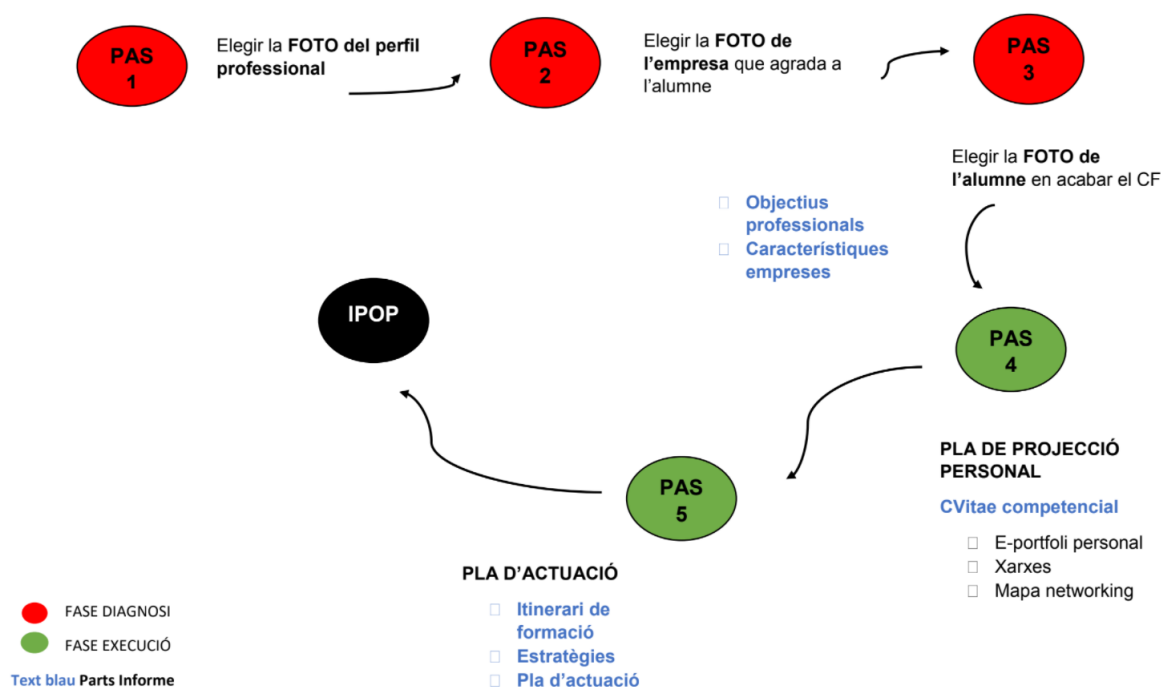 PAS
1
Elegir la FOTO del perfil
professional
PAS
2
Elegir la FOTO de
l'empresa que agrada a
l'alumne
PAS
3
Elegir la FOTO de
l'alumne en acabar el CF
Objectius
professionals
Característiques
empreses
IPOP
PAS
4
PLA DE PROJECCIÓ
PERSONAL
CVitae competencial
E-portfoli personal
Xarxes
Mapa networking
PAS
5
PLA D'ACTUACIÓ
Itinerari de
formació
Estratègies
Pla d'actuació
FASE DIAGNOSI
FASE EXECUCIÓ
Text blau Parts Informe